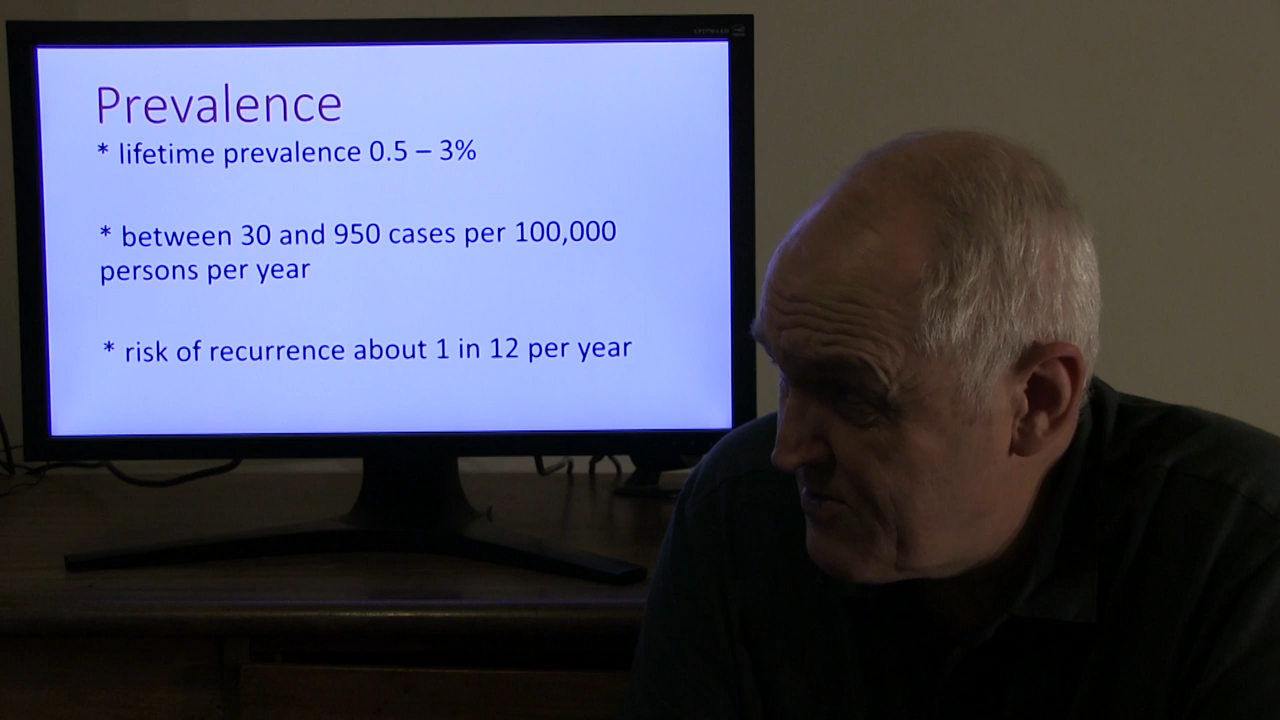 Prevalence
* lifetime prevalence 0.5 – 3%
* between 30 and 950 cases per 100,000
persons per year
* risk of recurrence about 1 in 12 per year